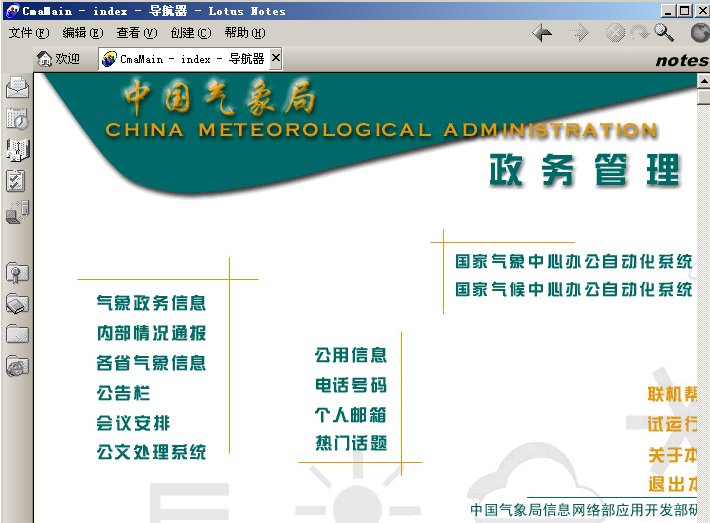 CmaMain - index - 导航器 - Lotus Notes
文件(F) 编辑(E) 查看(V) 创建(C) 帮助(H)
欢迎 CmaMain - index - 导航器
notes
中国气象局
CHINA METEOROLOGICAL ADMINISTRATION
政务管理
国家气象中心办公自动化系统
国家气候中心办公自动化系统
气象政务信息
内部情况通报
各省气象信息
公告栏
会议安排
公文处理系统
公用信息
电话号码
个人邮箱
热门话题
联机帮
试运行
关于本
退出本
中国气象局信息网络部应用开发部研